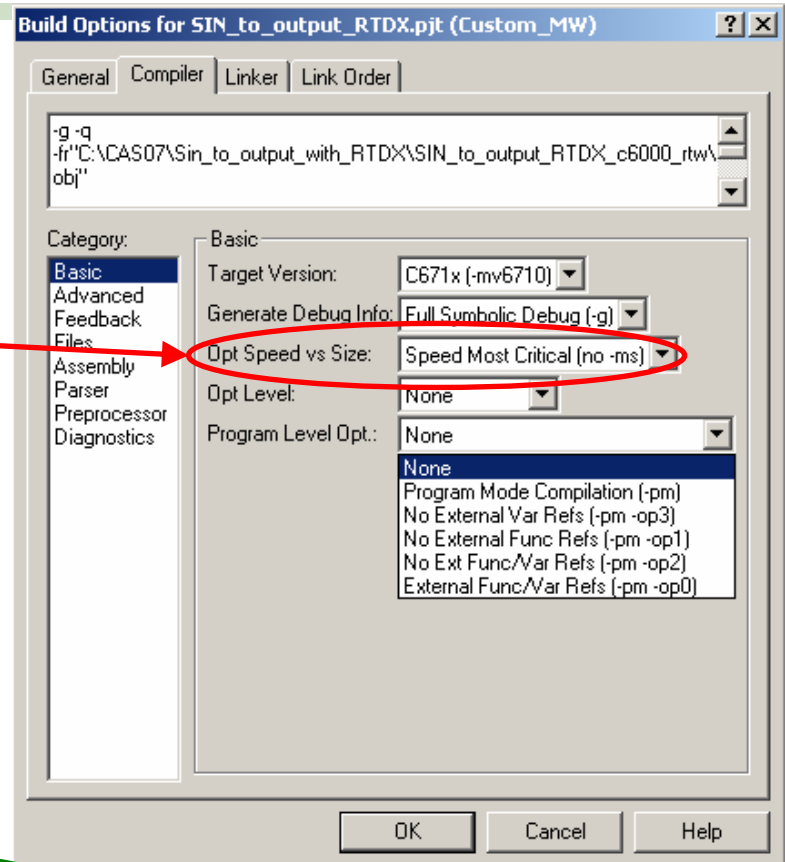 Build Options for SIN_to_output_RTDX.pjt (Custom_MW)
General Compiler Linker Link Order
-g -q
-fr"C:\CAS07\Sin_to_output_with_RTDX\SIN_to_output_RTDX_c6000_rtw\
obj"
Category:
Basic
Advanced
Feedback
Files
Assembly
Parser
Preprocessor
Diagnostics
Basic
Target Version: C671x (-mv6710)
Generate Debug Info: Full Symbolic Debug (-g)
Opt Speed vs Size: Speed Most Critical (no -ms)
Opt Level: None
Program Level Opt.: None
None
Program Mode Compilation (-pm)
No External Var Refs (-pm -op3)
No External Func Refs (-pm -op1)
No Ext Func/Var Refs (-pm -op2)
External Func/Var Refs (-pm -op0)
OK Cancel Help